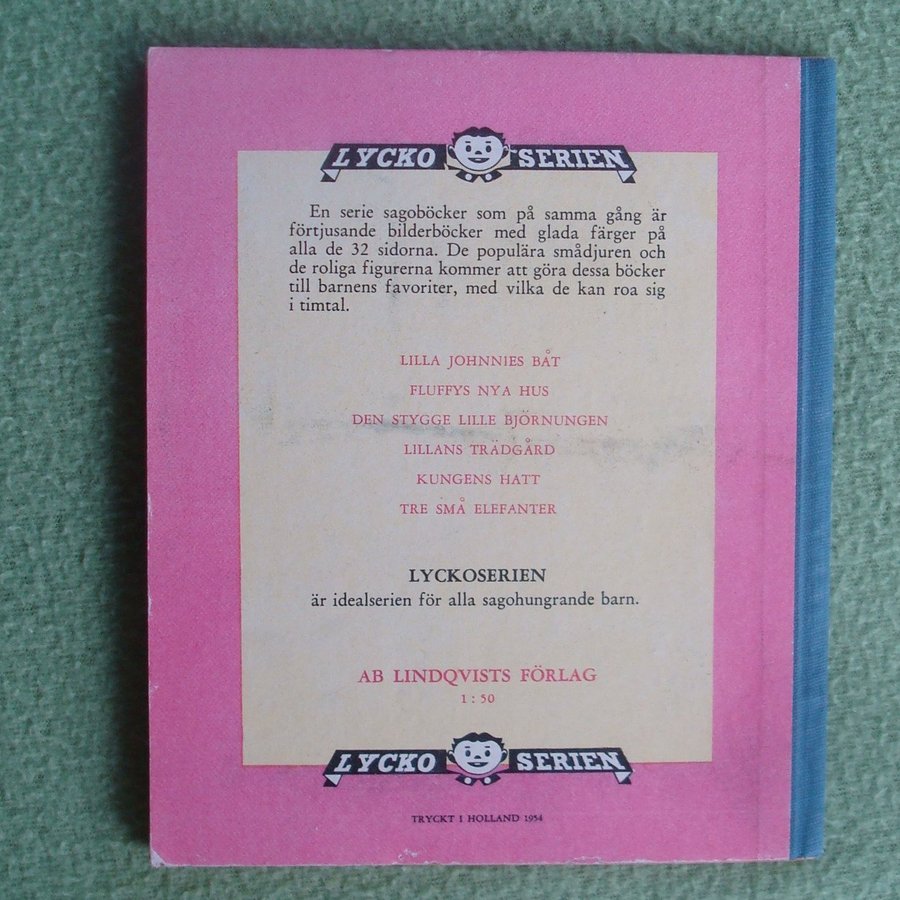 LYCKO SERIEN
En serie sagoböcker som på samma gång är
förtjusande bilderböcker med glada färger på
alla de 32 sidorna. De populära smådjuren och
de roliga figurerna kommer att göra dessa böcker
till barnens favoriter, med vilka de kan roa sig
i timtal.
LILLA JOHNNIES BÅT
FLUFFYS NYA HUS
DEN STYGGE LILLE BJÖRNUNGEN
LILLANS TRÄDGÅRD
KUNGENS HATT
TRE SMÅ ELEFANTER
LYCKOSERIEN
är idealserien för alla sagohungrande barn.
AB LINDQVISTS FÖRLAG
1:50
LYCKO SERIEN
TRYCKT I HOLLAND 1954